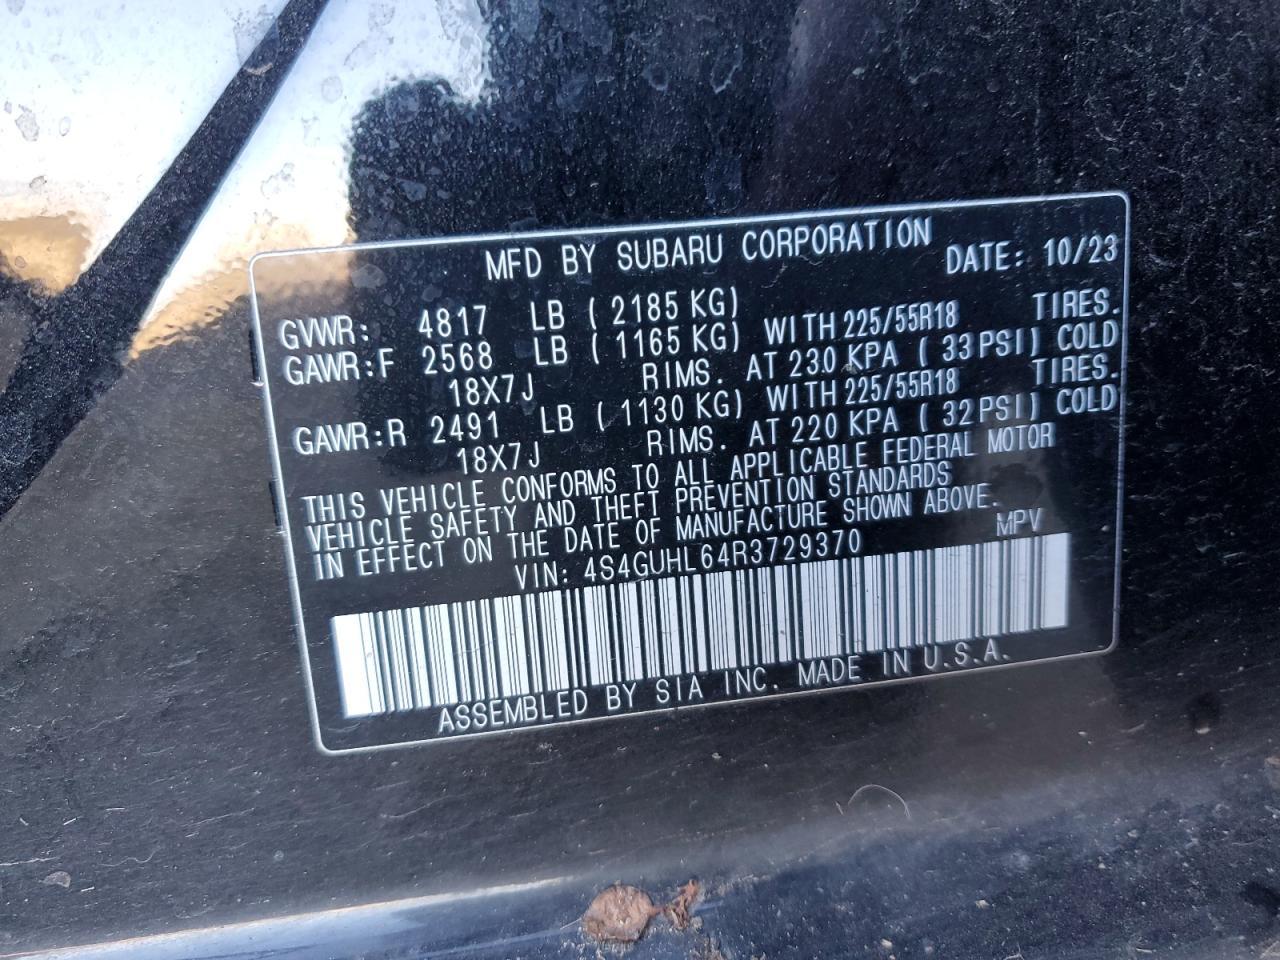 MFD BY SUBARU CORPORATION DATE: 10/23
GVWR: 4817 LB ( 2185 KG)
GAWR:F 2568 LB ( 1165 KG) WITH 225/55R18 TIRES.
18X7J RIMS. AT 230 KPA ( 33 PSI) COLD
GAWR:R 2491 LB ( 1130 KG) WITH 225/55R18 TIRES.
18X7J RIMS. AT 220 KPA ( 32 PSI) COLD
THIS VEHICLE CONFORMS TO ALL APPLICABLE FEDERAL MOTOR
VEHICLE SAFETY AND THEFT PREVENTION STANDARDS
IN EFFECT ON THE DATE OF MANUFACTURE SHOWN ABOVE.
VIN: 4S4GUHL64R3729370 MPV
ASSEMBLED BY SIA INC. MADE IN U.S.A.